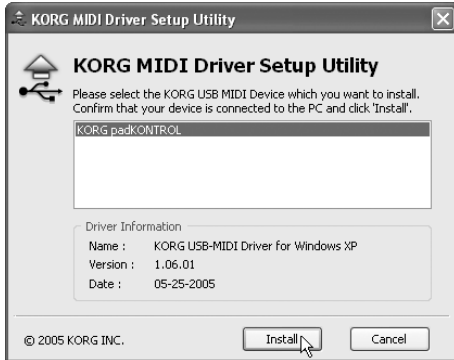 KORG MIDI Driver Setup Utility
KORG MIDI Driver Setup Utility
Please select the KORG USB MIDI Device which you want to install.
Confirm that your device is connected to the PC and click 'Install'.
KORG padKONTROL
Driver Information
Name : KORG USB-MIDI Driver for Windows XP
Version : 1.06.01
Date : 05-25-2005
© 2005 KORG INC. Install Cancel